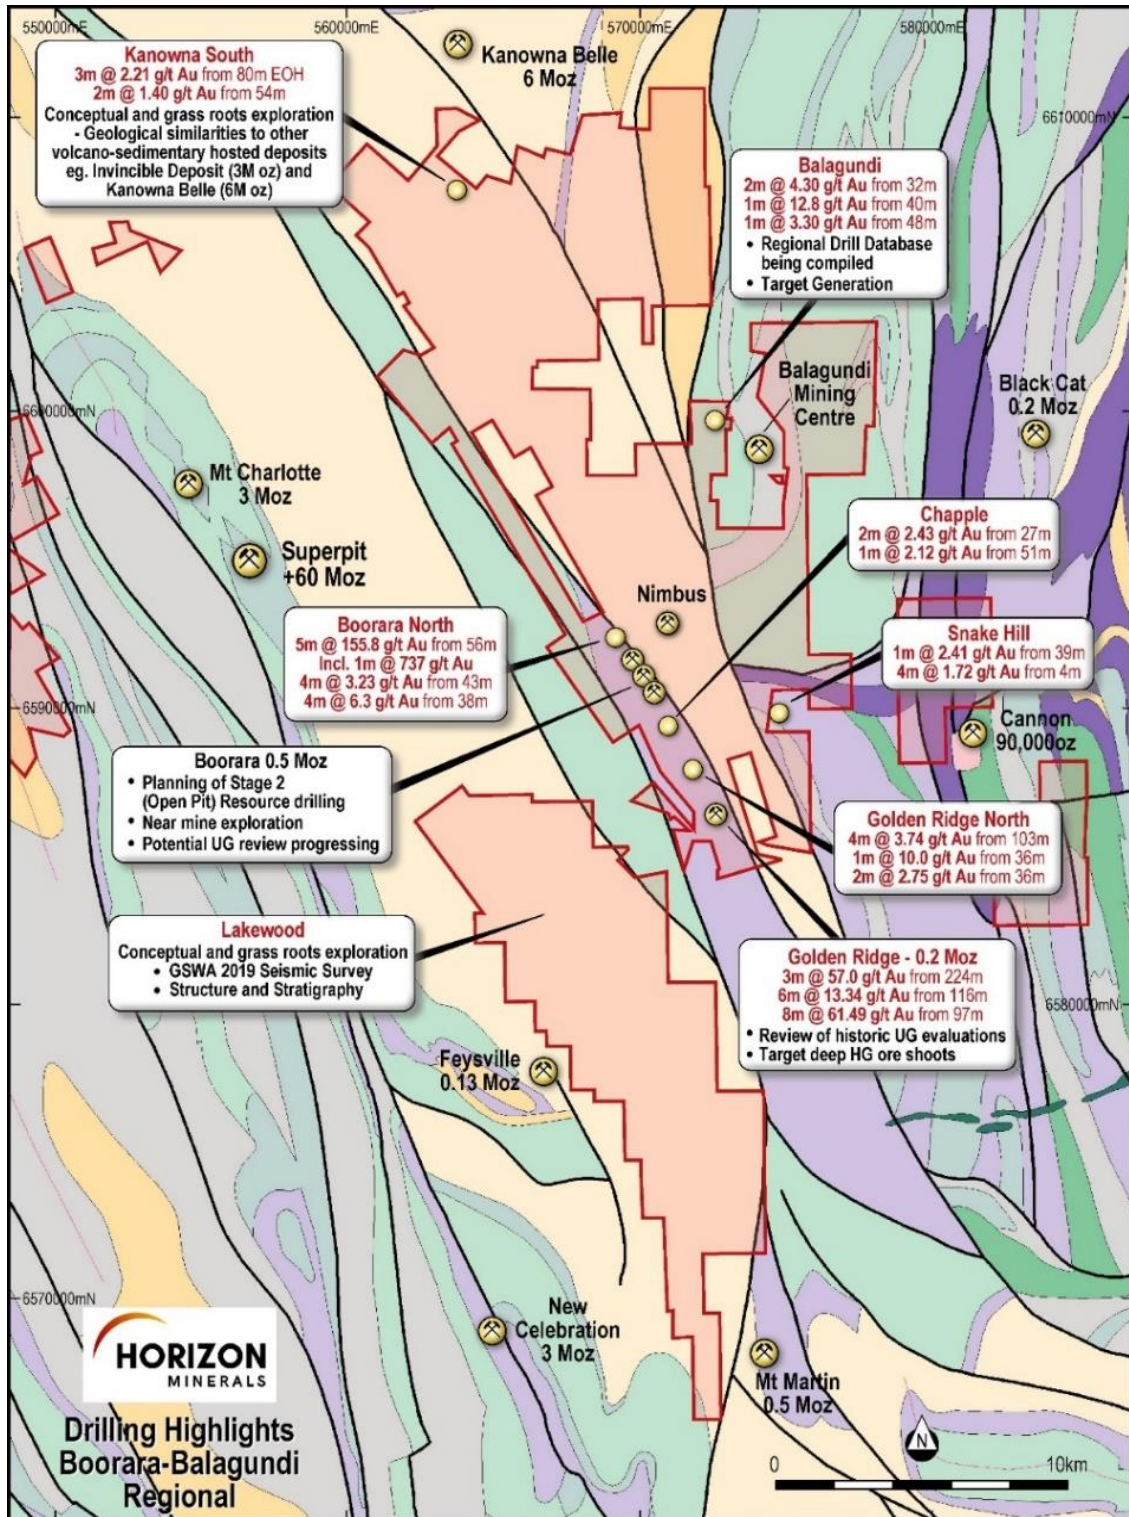 550000mE
560000mE
570000mE
580000mE
Kanowna South
3m @ 2.21 g/t Au from 80m EOH
2m @ 1.40 g/t Au from 54m
Conceptual and grass roots exploration
- Geological similarities to other
volcano-sedimentary hosted deposits
eg. Invincible Deposit (3M oz) and
Kanowna Belle (6M oz)
Kanowna Belle
6 Moz
6610000mN
Balagundi
2m @ 4.30 g/t Au from 32m
1m @ 12.8 g/t Au from 40m
1m @ 3.30 g/t Au from 48m
• Regional Drill Database
being compiled
• Target Generation
Balagundi
Mining
Centre
Black Cat
0.2 Moz
6600000mN
Mt Charlotte
3 Moz
Superpit
+60 Moz
Chapple
2m @ 2.43 g/t Au from 27m
1m @ 2.12 g/t Au from 51m
Nimbus
Boorara North
5m @ 155.8 g/t Au from 56m
Incl. 1m @ 737 g/t Au
4m @ 3.23 g/t Au from 43m
4m @ 6.3 g/t Au from 38m
Snake Hill
1m @ 2.41 g/t Au from 39m
4m @ 1.72 g/t Au from 4m
6590000mN
Cannon
90,000oz
Boorara 0.5 Moz
• Planning of Stage 2
(Open Pit) Resource drilling
• Near mine exploration
• Potential UG review progressing
Golden Ridge North
4m @ 3.74 g/t Au from 103m
1m @ 10.0 g/t Au from 36m
2m @ 2.75 g/t Au from 36m
Lakewood
Conceptual and grass roots exploration
• GSWA 2019 Seismic Survey
• Structure and Stratigraphy
Golden Ridge - 0.2 Moz
3m @ 57.0 g/t Au from 224m
6m @ 13.34 g/t Au from 116m
8m @ 61.49 g/t Au from 97m
• Review of historic UG evaluations
• Target deep HG ore shoots
6580000mN
Feysville
0.13 Moz
6570000mN
New
Celebration
3 Moz
Mt Martin
0.5 Moz
HORIZON
MINERALS
Drilling Highlights
Boorara-Balagundi
Regional
N
0
10km